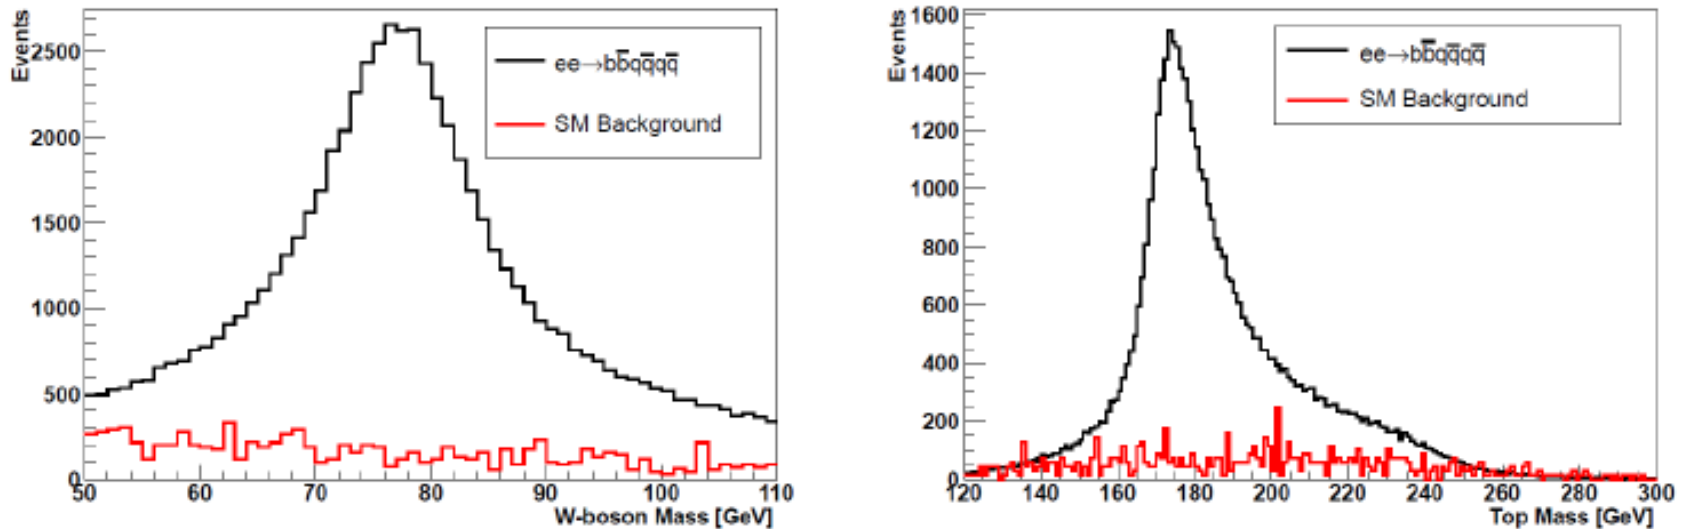 Events
2500
2000
1500
1000
500
0
50 60 70 80 90 100 110
W-boson Mass [GeV]
ee→bb̅qq̅qq̅
SM Background
Events
1600
1400
1200
1000
800
600
400
200
0
120 140 160 180 200 220 240 260 280 300
Top Mass [GeV]
ee→bb̅qq̅qq̅
SM Background